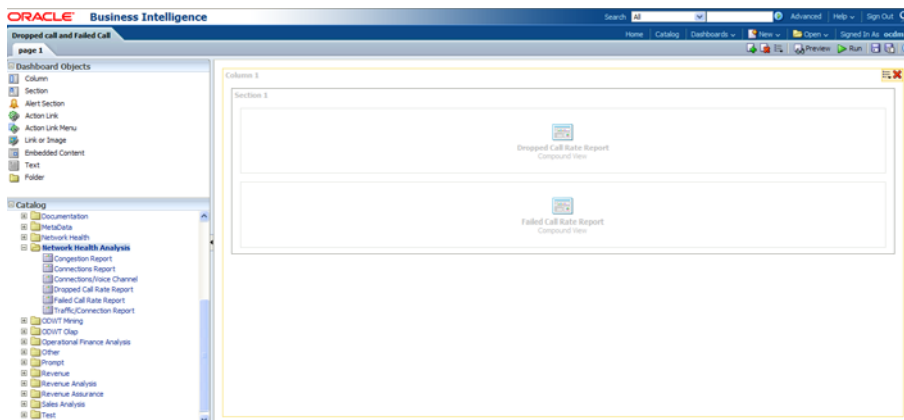 ORACLE Business Intelligence
Search All Advanced Help Sign Out
Dropped call and Failed Call
Home Catalog Dashboards New Open Signed In As ocdm
page 1
Preview Run
Dashboard Objects
Column
Section
Alert Section
Action Link
Action Link Menu
Link or Image
Embedded Content
Text
Folder
Catalog
Documentation
MetaData
Network Health
Network Health Analysis
Congestion Report
Connections Report
Connections/Voice Channel
Dropped Call Rate Report
Failed Call Rate Report
Traffic/Connection Report
ODWT Mining
ODWT Olap
Operational Finance Analysis
Other
Prompt
Revenue
Revenue Analysis
Revenue Assurance
Sales Analysis
Test
Column 1
Section 1
Dropped Call Rate Report
Compound View
Failed Call Rate Report
Compound View